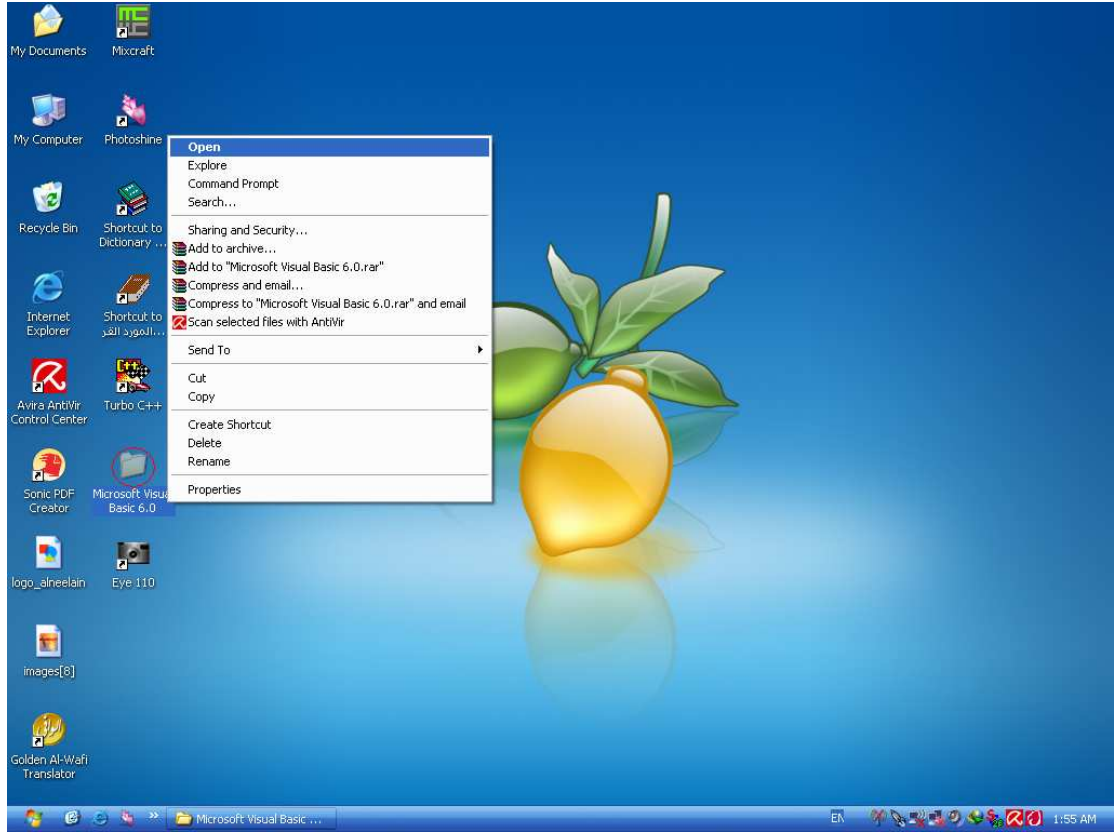 My Documents
Mixcraft
My Computer
Photoshine
Recycle Bin
Shortcut to
Dictionary ...
Internet
Explorer
Shortcut to
المورد القر...
Avira AntiVir
Control Center
Turbo C++
Sonic PDF
Creator
Microsoft Visua
Basic 6.0
logo_alneelain
Eye 110
images[8]
Golden Al-Wafi
Translator
Open
Explore
Command Prompt
Search...
Sharing and Security...
Add to archive...
Add to "Microsoft Visual Basic 6.0.rar"
Compress and email...
Compress to "Microsoft Visual Basic 6.0.rar" and email
Scan selected files with AntiVir
Send To
Cut
Copy
Create Shortcut
Delete
Rename
Properties
Microsoft Visual Basic ...
EN
1:55 AM